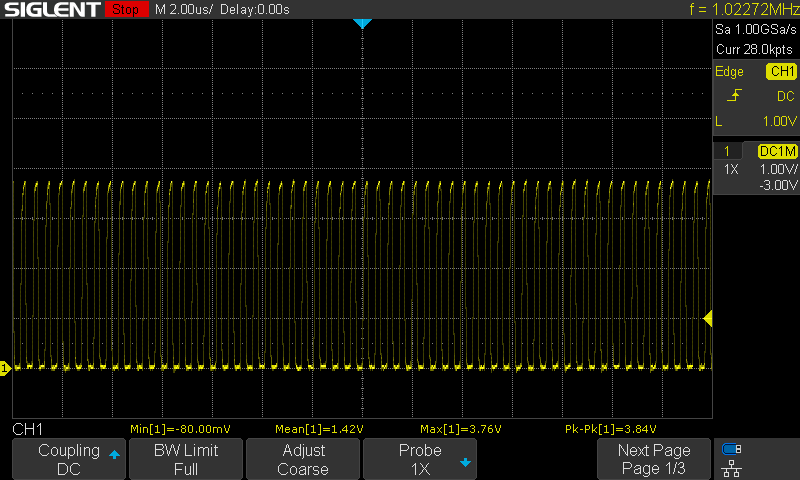 SIGLENT Stop M 2.00us/ Delay:0.00s f = 1.02272MHz
Sa 1.00GSa/s
Curr 28.0kpts
Edge CH1
DC
L 1.00V
1 DC1M
1X 1.00V/
-3.00V
1
CH1 Min[1]=-80.00mV Mean[1]=1.42V Max[1]=3.76V Pk-Pk[1]=3.84V
Coupling BW Limit Adjust Probe Next Page
DC Full Coarse 1X Page 1/3